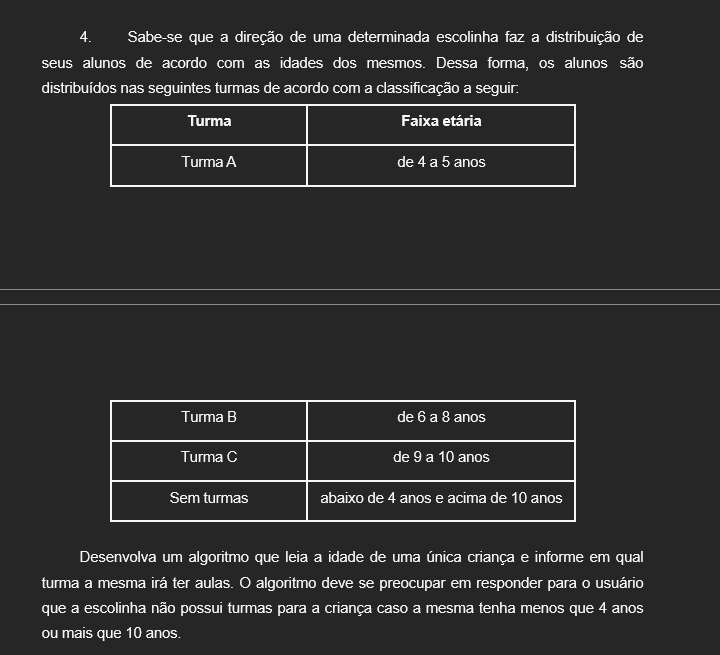 4. Sabe-se que a direção de uma determinada escolinha faz a distribuição de
seus alunos de acordo com as idades dos mesmos. Dessa forma, os alunos são
distribuídos nas seguintes turmas de acordo com a classificação a seguir:
Turma Faixa etária
Turma A de 4 a 5 anos
Turma B de 6 a 8 anos
Turma C de 9 a 10 anos
Sem turmas abaixo de 4 anos e acima de 10 anos
Desenvolva um algoritmo que leia a idade de uma única criança e informe em qual
turma a mesma irá ter aulas. O algoritmo deve se preocupar em responder para o usuário
que a escolinha não possui turmas para a criança caso a mesma tenha menos que 4 anos
ou mais que 10 anos.